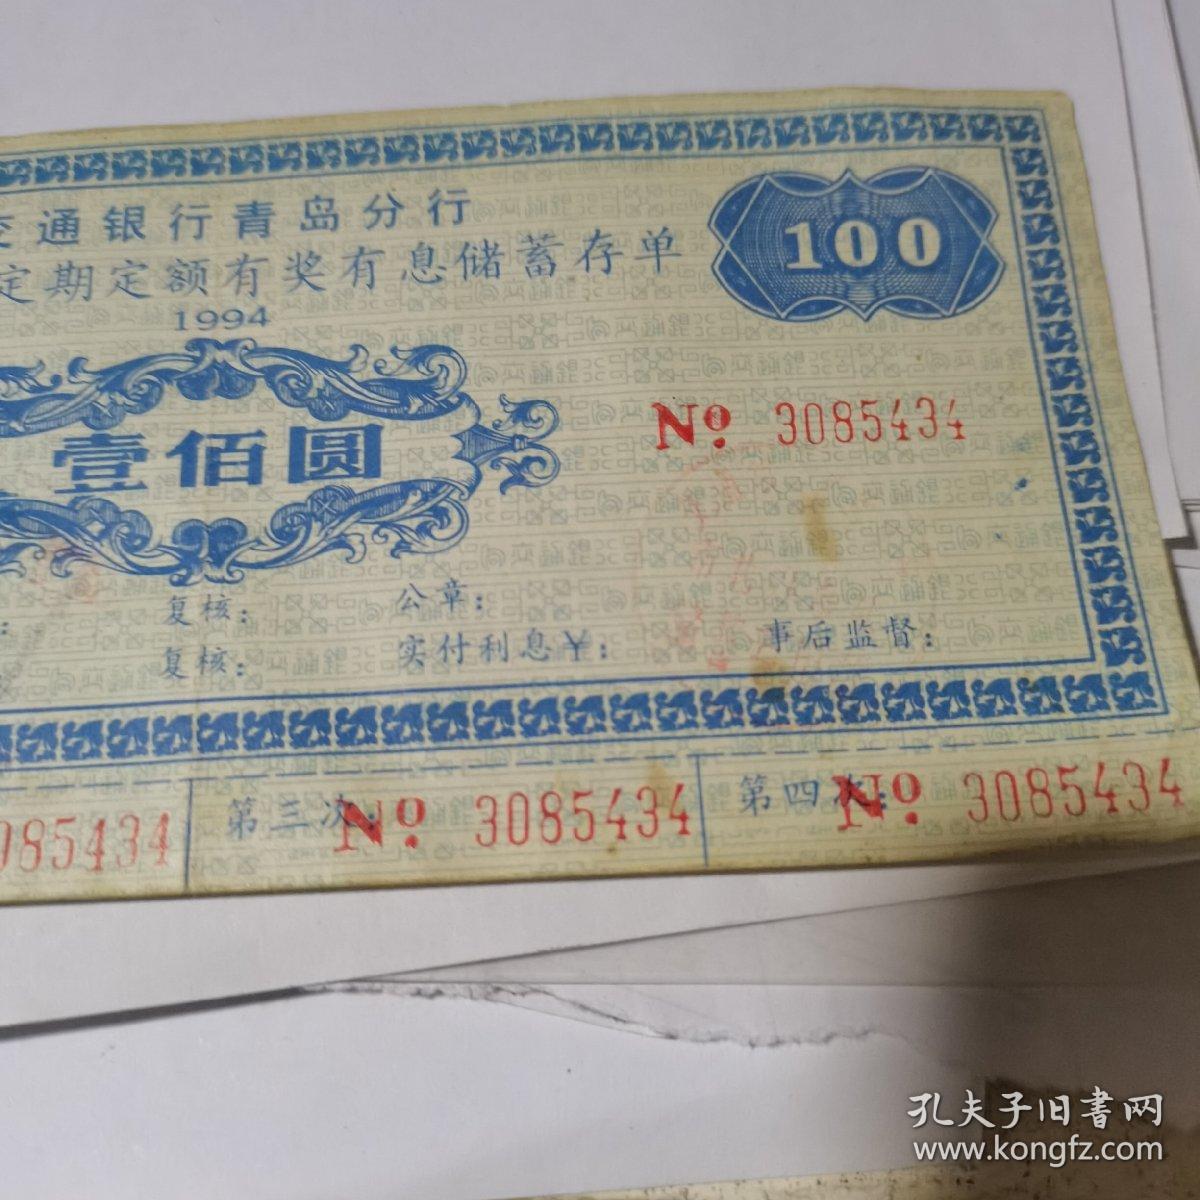 交通银行青岛分行
定期定额有奖有息储蓄存单
100
1994
壹佰圆
No. 3085434
复核: 公章:
复核: 实付利息￥: 事后监督:
085434 第三次: No. 3085434 第四次: No. 3085434
孔夫子旧書网
www.kongfz.com